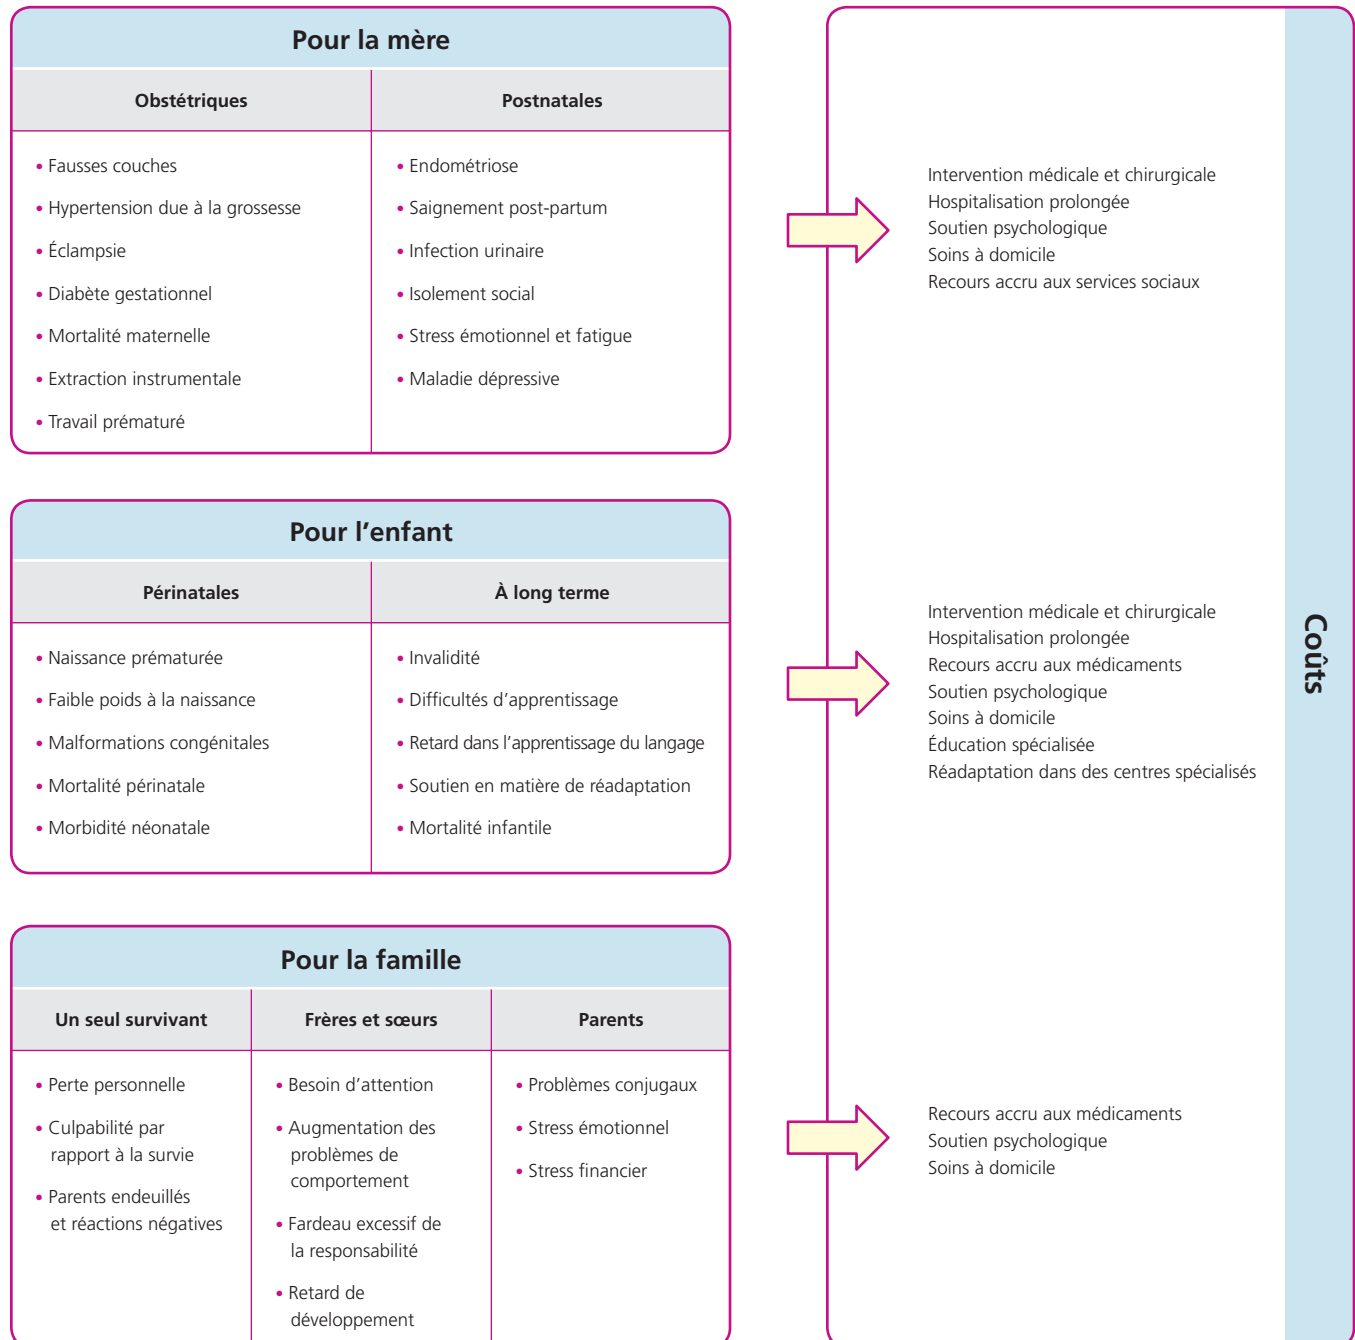 Pour la mère
Obstétriques
Postnatales
• Fausses couches
• Hypertension due à la grossesse
• Éclampsie
• Diabète gestationnel
• Mortalité maternelle
• Extraction instrumentale
• Travail prématuré
• Endométriose
• Saignement post-partum
• Infection urinaire
• Isolement social
• Stress émotionnel et fatigue
• Maladie dépressive
Intervention médicale et chirurgicale
Hospitalisation prolongée
Soutien psychologique
Soins à domicile
Recours accru aux services sociaux
Pour l'enfant
Périnatales
À long terme
• Naissance prématurée
• Faible poids à la naissance
• Malformations congénitales
• Mortalité périnatale
• Morbidité néonatale
• Invalidité
• Difficultés d'apprentissage
• Retard dans l'apprentissage du langage
• Soutien en matière de réadaptation
• Mortalité infantile
Intervention médicale et chirurgicale
Hospitalisation prolongée
Recours accru aux médicaments
Soutien psychologique
Soins à domicile
Éducation spécialisée
Réadaptation dans des centres spécialisés
Coûts
Pour la famille
Un seul survivant
Frères et sœurs
Parents
• Perte personnelle
• Culpabilité par
rapport à la survie
• Parents endeuillés
et réactions négatives
• Besoin d'attention
• Augmentation des
problèmes de
comportement
• Fardeau excessif de
la responsabilité
• Retard de
développement
• Problèmes conjugaux
• Stress émotionnel
• Stress financier
Recours accru aux médicaments
Soutien psychologique
Soins à domicile